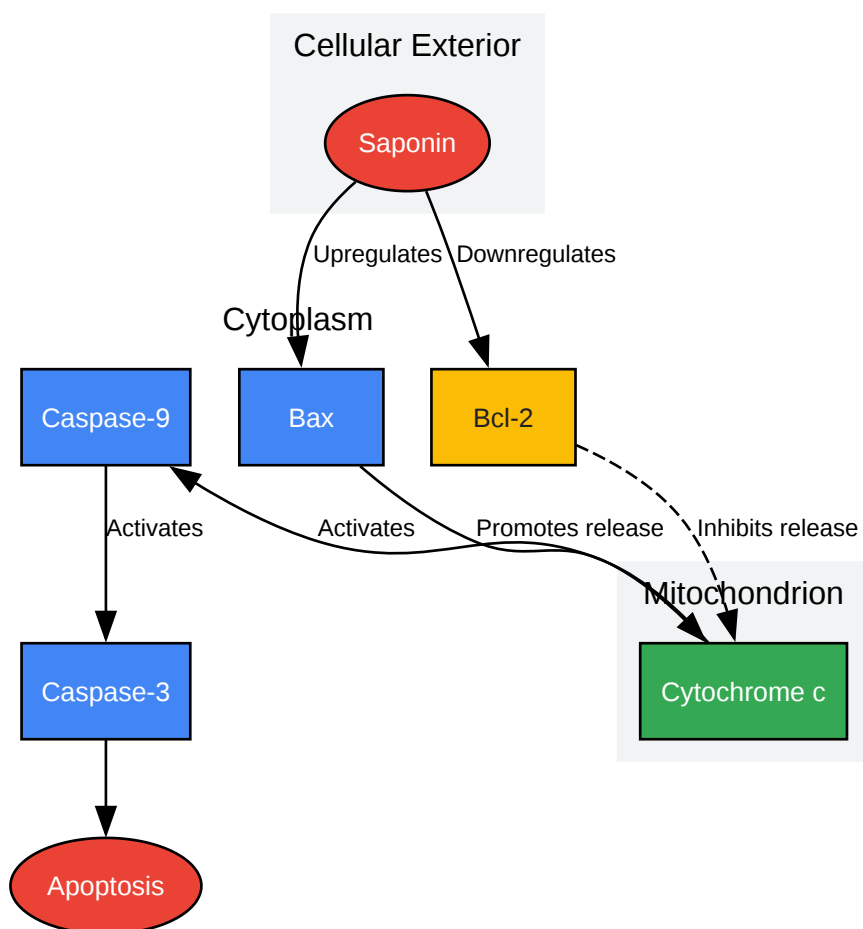 Cellular Exterior
Saponin
Upregulates
Downregulates
Cytoplasm
Caspase-9
Bax
Bcl-2
Activates
Activates
Promotes release
Inhibits release
Mitochondrion
Caspase-3
Cytochrome c
Apoptosis